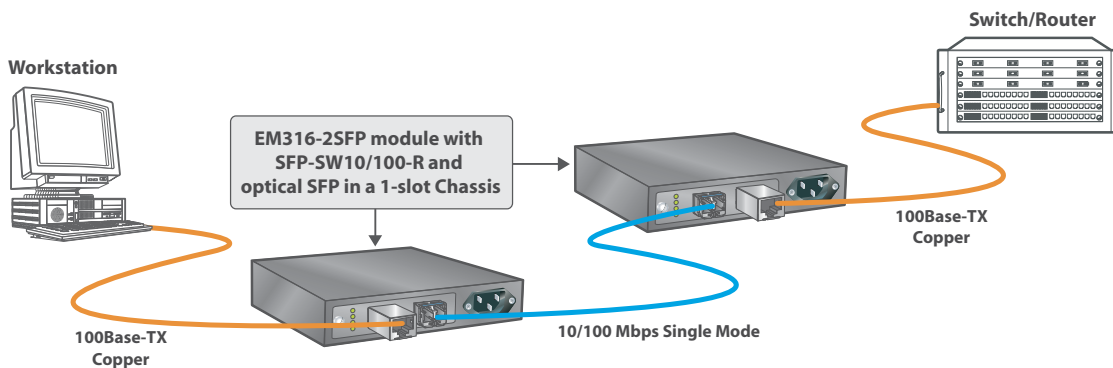 Switch/Router
Workstation
EM316-2SFP module with
SFP-SW10/100-R and
optical SFP in a 1-slot Chassis
100Base-TX
Copper
10/100 Mbps Single Mode
100Base-TX
Copper